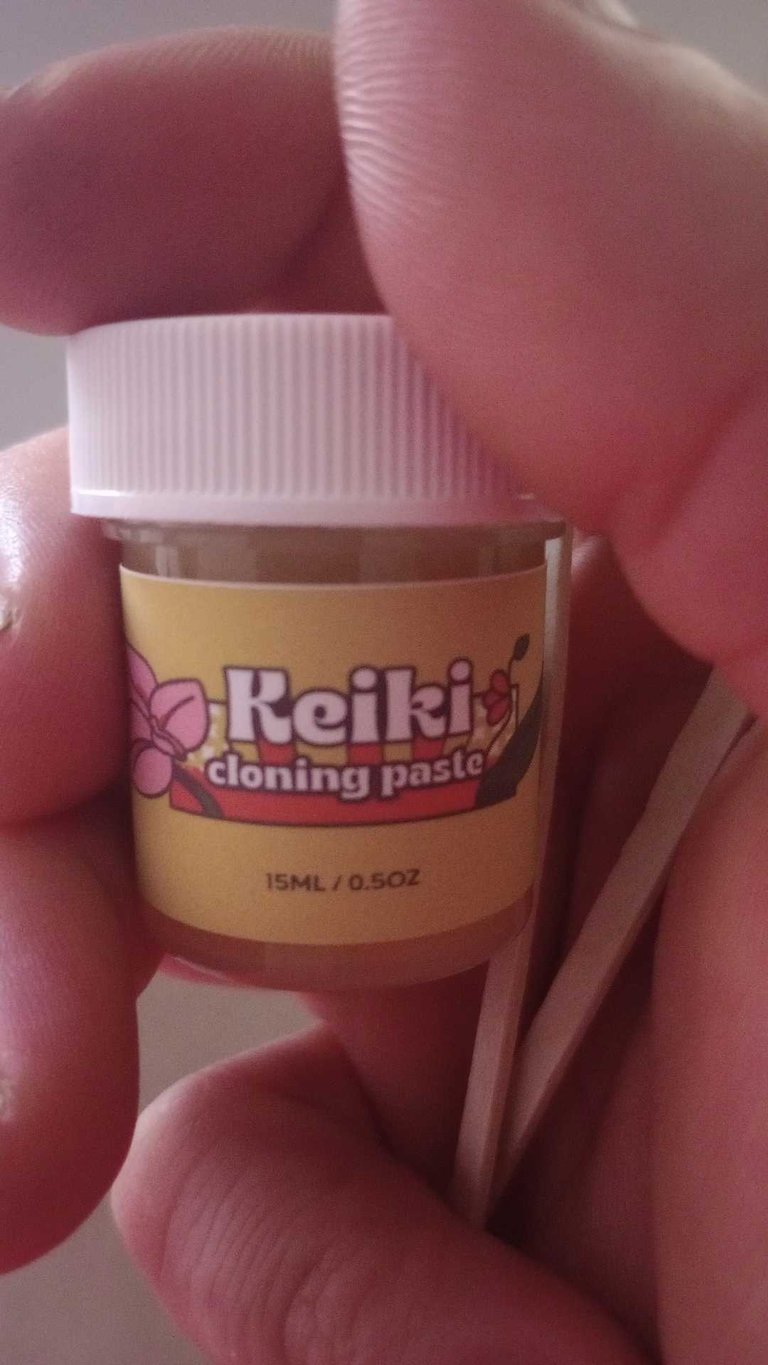 Keiki
cloning paste
15ML / 0.5OZ